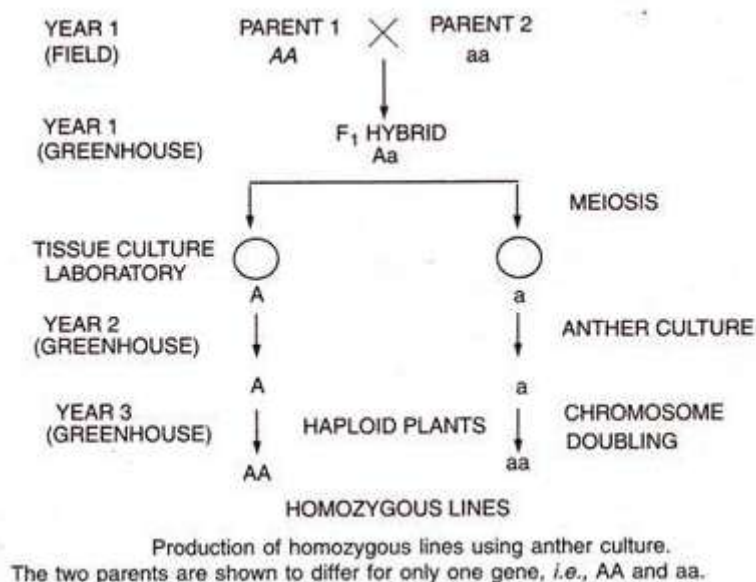 YEAR 1 PARENT 1 PARENT 2
(FIELD) AA aa
YEAR 1 F₁ HYBRID
(GREENHOUSE) Aa
MEIOSIS
TISSUE CULTURE
LABORATORY
A a
YEAR 2 ANTHER CULTURE
(GREENHOUSE)
A a
YEAR 3 HAPLOID PLANTS CHROMOSOME
(GREENHOUSE) DOUBLING
AA aa
HOMOZYGOUS LINES
Production of homozygous lines using anther culture.
The two parents are shown to differ for only one gene, i.e., AA and aa.